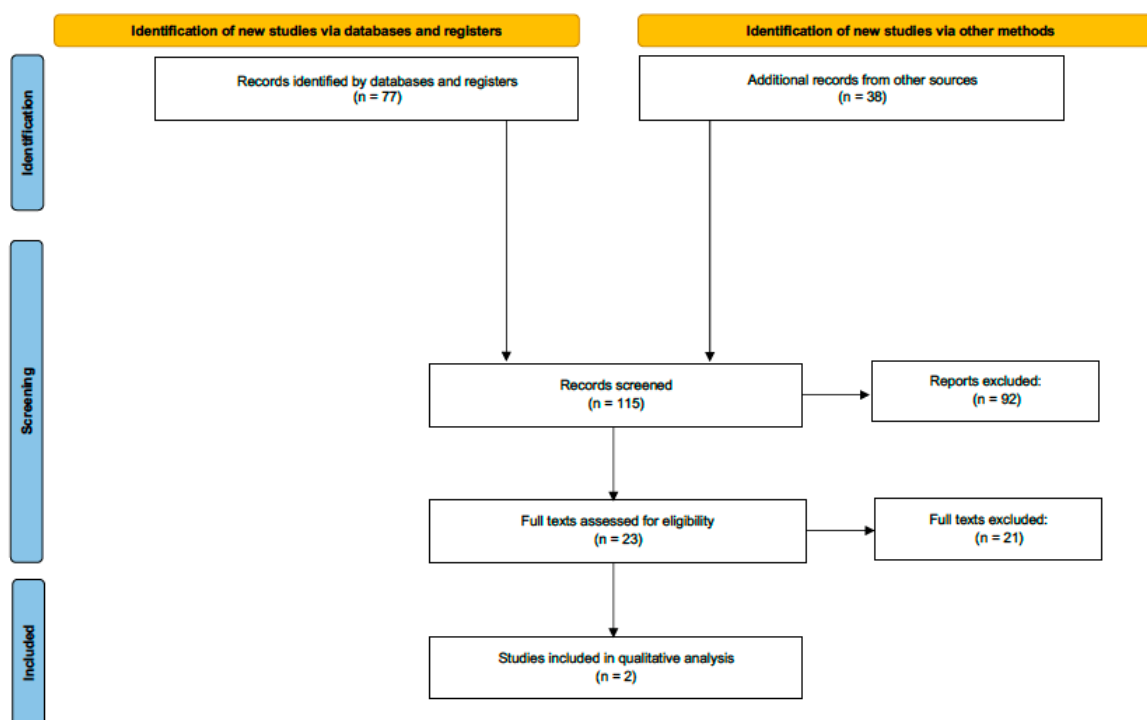 Identification of new studies via databases and registers
Identification of new studies via other methods
Identification
Records identified by databases and registers
(n = 77)
Additional records from other sources
(n = 38)
Screening
Records screened
(n = 115)
Reports excluded:
(n = 92)
Full texts assessed for eligibility
(n = 23)
Full texts excluded:
(n = 21)
Included
Studies included in qualitative analysis
(n = 2)